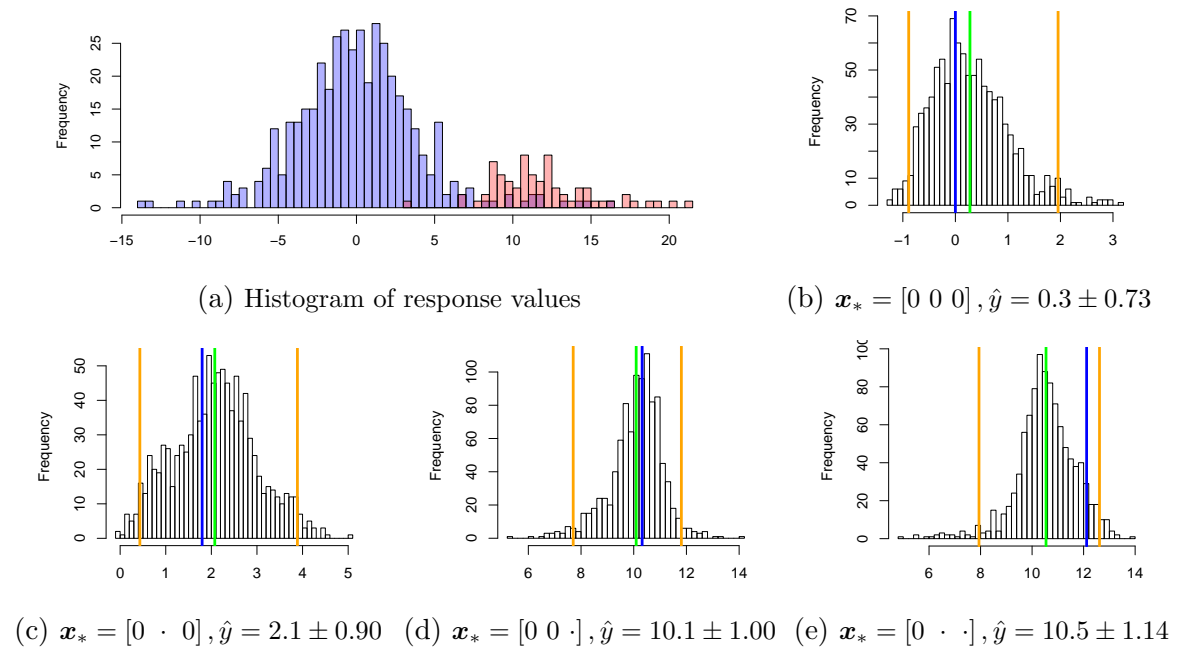 Frequency
25
20
15
10
5
0
−15 −10 −5 0 5 10 15 20
(a) Histogram of response values
Frequency
70
50
30
10
0
−1 0 1 2 3
(b) x∗ = [0 0 0] , ŷ = 0.3 ± 0.73
Frequency
50
40
30
20
10
0
0 1 2 3 4 5
(c) x∗ = [0 · 0] , ŷ = 2.1 ± 0.90
Frequency
100
80
60
40
20
0
6 8 10 12 14
(d) x∗ = [0 0 ·] , ŷ = 10.1 ± 1.00
Frequency
100
80
60
40
20
0
6 8 10 12 14
(e) x∗ = [0 · ·] , ŷ = 10.5 ± 1.14